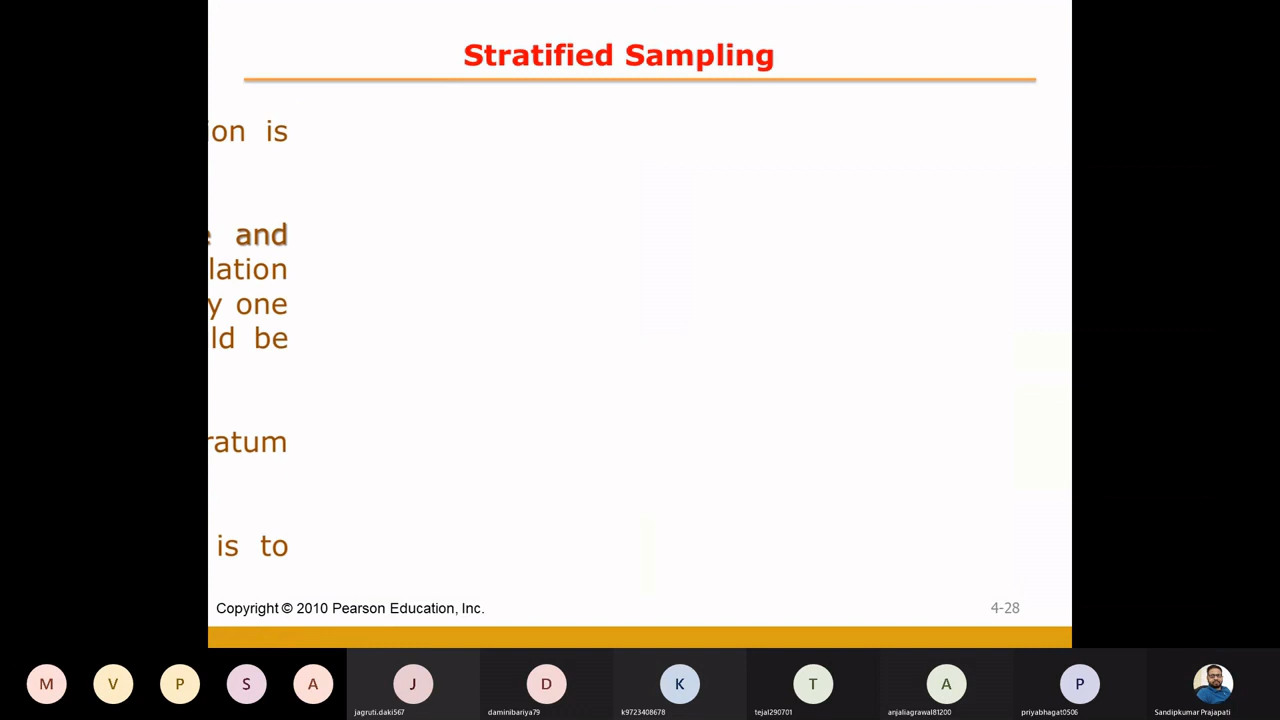 Stratified Sampling
ion is
e and
lation
y one
ld be
ratum
is to
Copyright © 2010 Pearson Education, Inc.
4-28
M V P S A J D K T A P
jagruti.daki567 daminibariya79 k9723408678 tejal290701 anjaliagrawal81200 priyabhagat0506 Sandipkumar Prajapati